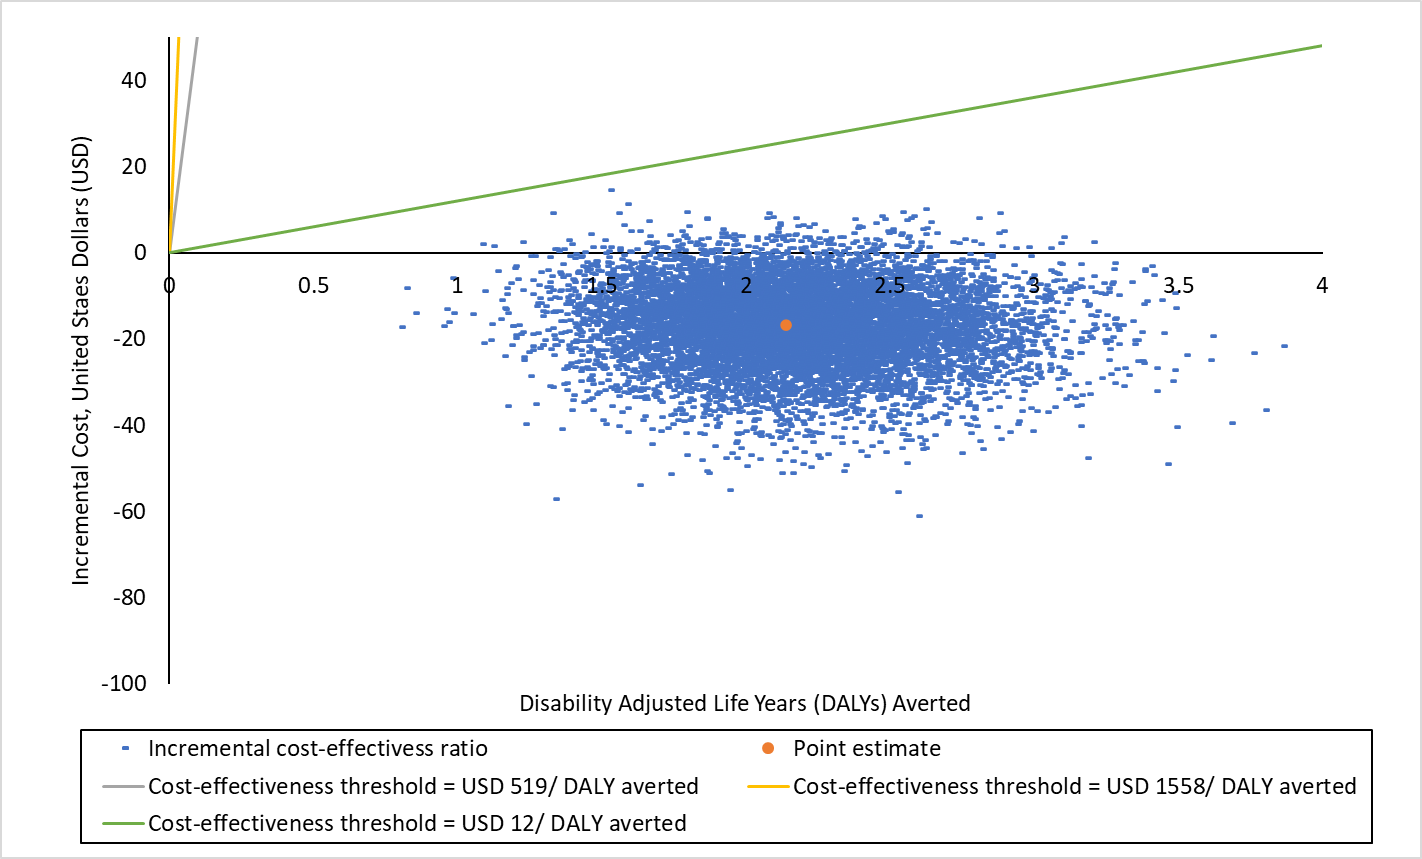 Incremental Cost, United Staes Dollars (USD)
40
20
0
-20
-40
-60
-80
-100
0 0.5 1 1.5 2 2.5 3 3.5 4
Disability Adjusted Life Years (DALYs) Averted
Incremental cost-effectivess ratio
Point estimate
Cost-effectiveness threshold = USD 519/ DALY averted
Cost-effectiveness threshold = USD 1558/ DALY averted
Cost-effectiveness threshold = USD 12/ DALY averted